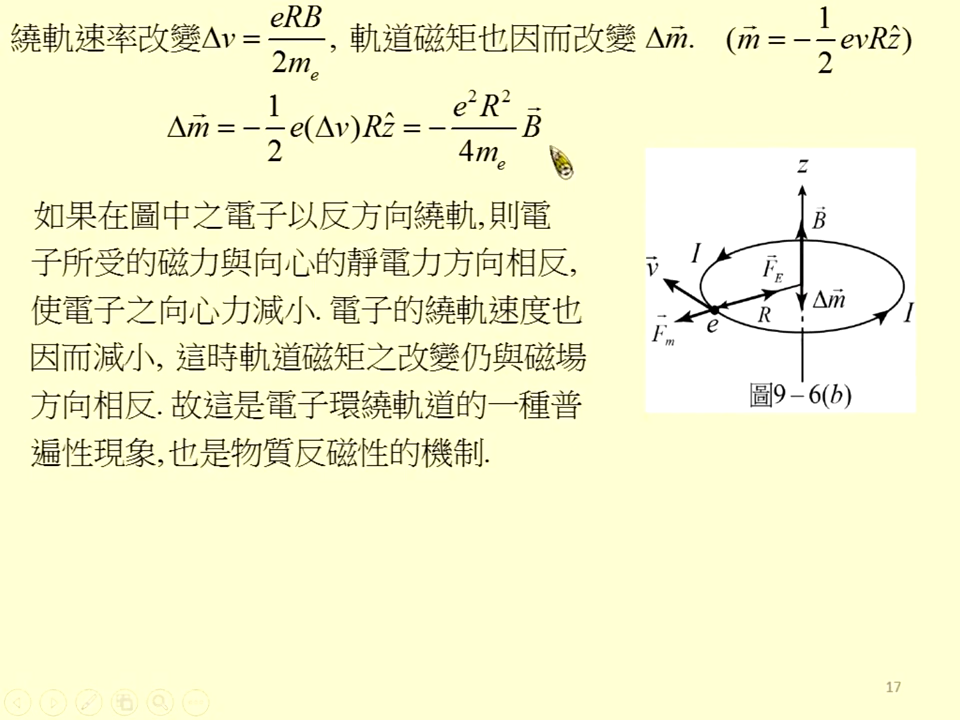 繞軌速率改變Δv = eRB / 2mₑ , 軌道磁矩也因而改變 Δm⃗. (m⃗ = −1/2 evRẑ)
Δm⃗ = −1/2 e(Δv)Rẑ = −e²R² / 4mₑ B⃗
如果在圖中之電子以反方向繞軌,則電
子所受的磁力與向心的靜電力方向相反,
使電子之向心力減小. 電子的繞軌速度也
因而減小, 這時軌道磁矩之改變仍與磁場
方向相反. 故這是電子環繞軌道的一種普
遍性現象,也是物質反磁性的機制.
z
B⃗
I
v⃗
F⃗_E
Δm⃗
R
I
e
F⃗ₘ
圖9−6(b)
17